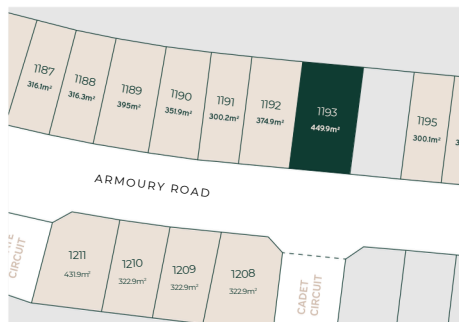 1187
316.1m²
1188
316.3m²
1189
395m²
1190
351.9m²
1191
300.2m²
1192
374.9m²
1193
449.9m²
1195
300.1m²
ARMOURY ROAD
CIRCUIT
1211
431.9m²
1210
322.9m²
1209
322.9m²
1208
322.9m²
CADET
CIRCUIT